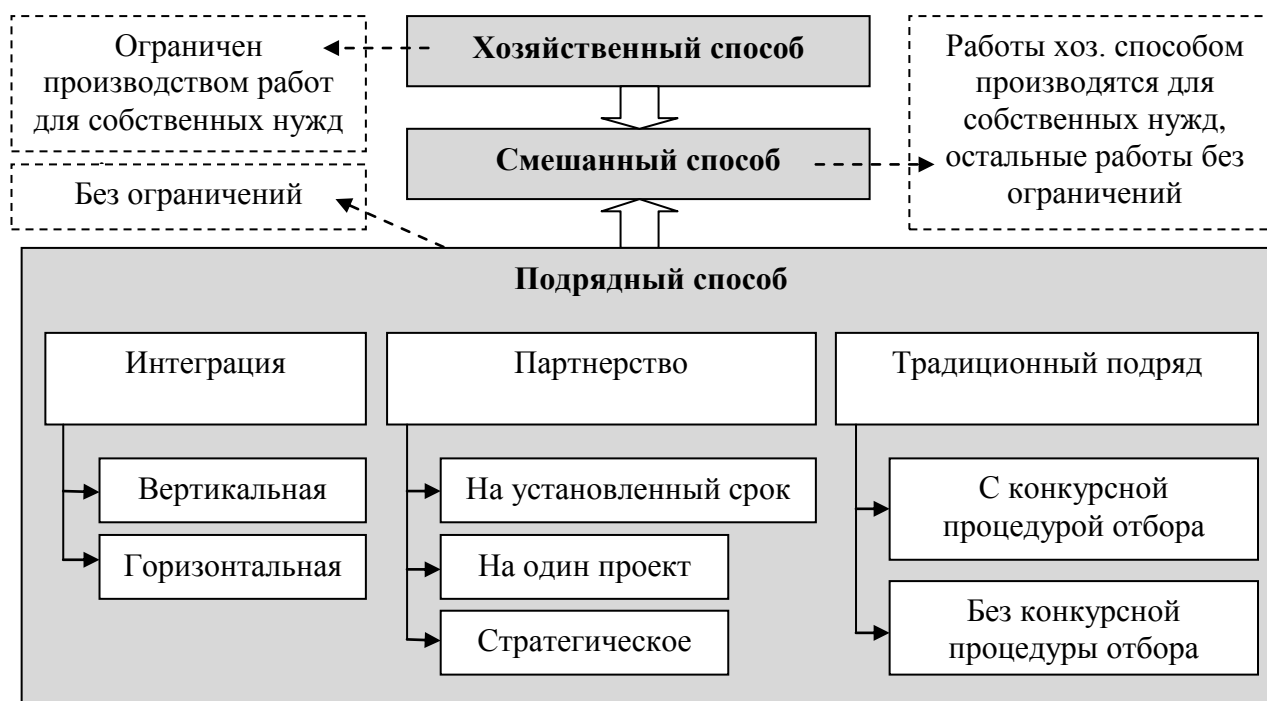 Ограничен
производством работ
для собственных нужд
Хозяйственный способ
Работы хоз. способом
производятся для
собственных нужд,
остальные работы без
ограничений
Смешанный способ
Без ограничений
Подрядный способ
Интеграция
Вертикальная
Горизонтальная
Партнерство
На установленный срок
На один проект
Стратегическое
Традиционный подряд
С конкурсной
процедурой отбора
Без конкурсной
процедуры отбора